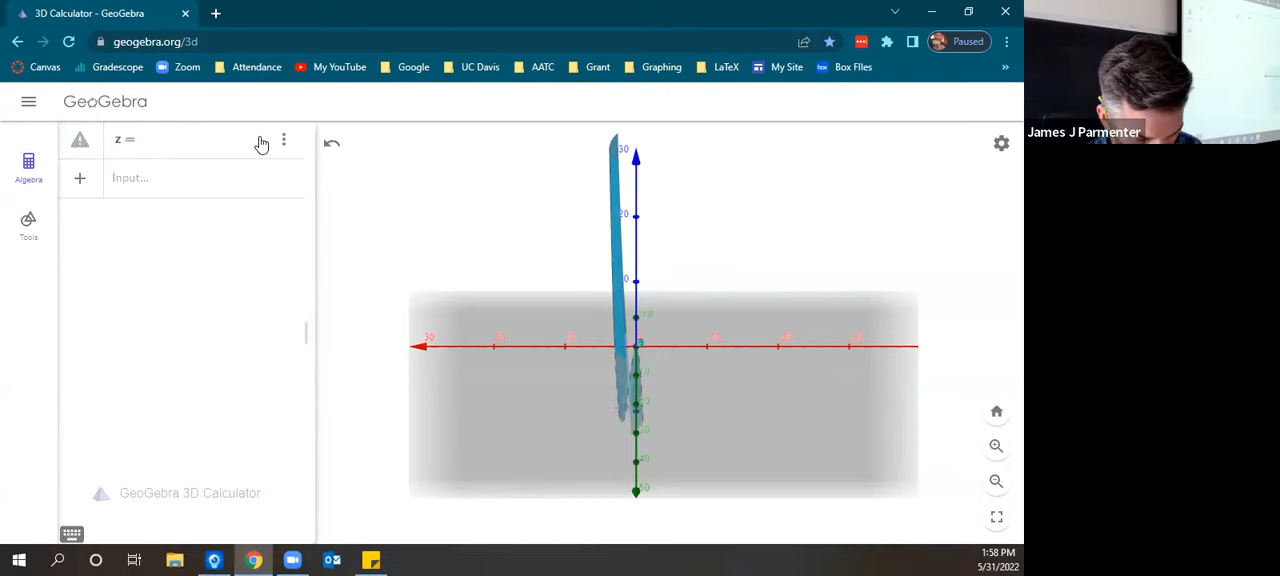 3D Calculator - GeoGebra
geogebra.org/3d
Paused
Canvas Gradescope Zoom Attendance My YouTube Google UC Davis AATC Grant Graphing LaTeX My Site Box FIles »
GeoGebra
z =
Input...
Algebra
Tools
30
20
GeoGebra 3D Calculator
James J Parmenter
1:58 PM
5/31/2022